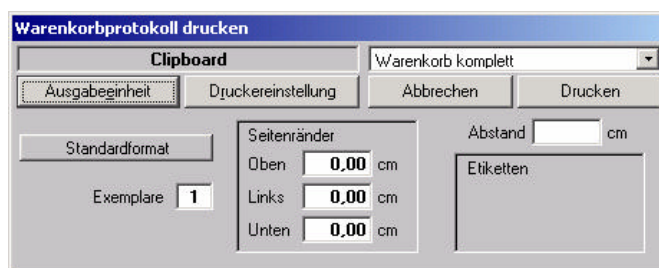 Warenkorbprotokoll drucken
Clipboard Warenkorb komplett
Ausgabeeinheit Druckereinstellung Abbrechen Drucken
Standardformat Seitenränder Abstand cm
Oben 0,00 cm Etiketten
Exemplare 1 Links 0,00 cm
Unten 0,00 cm